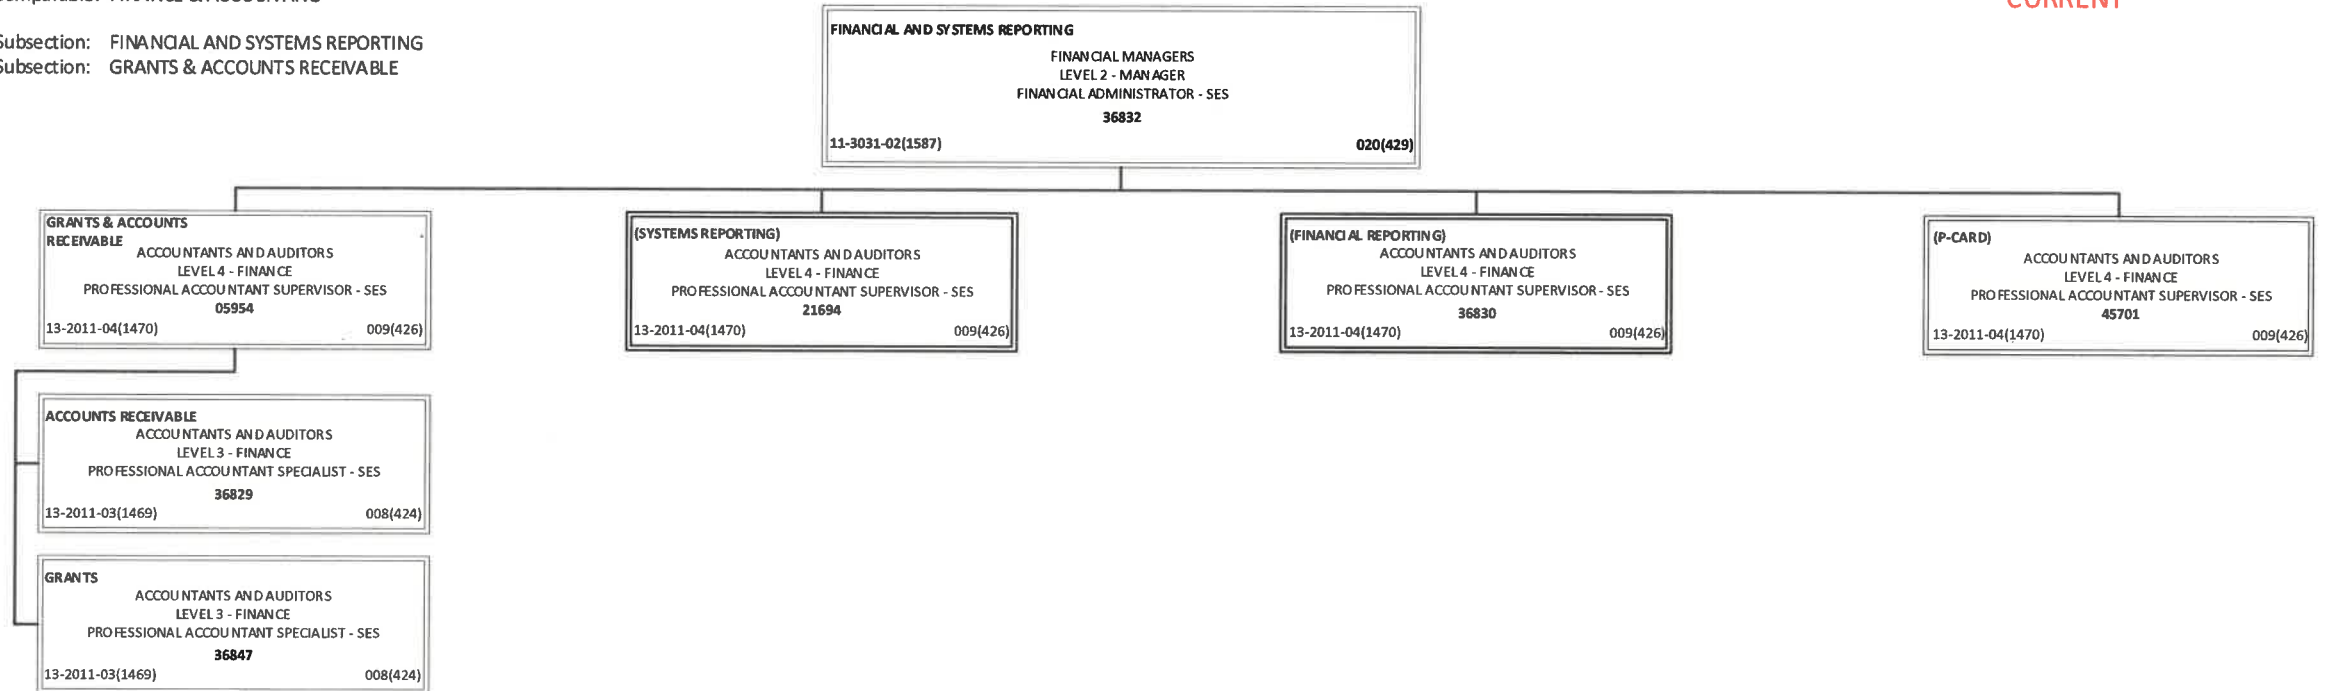 FINANCE & ACCOUNTING
CURRENT
Subsection: FINANCIAL AND SYSTEMS REPORTING
Subsection: GRANTS & ACCOUNTS RECEIVABLE
FINANCIAL AND SYSTEMS REPORTING
FINANCIAL MANAGERS
LEVEL 2 - MANAGER
FINANCIAL ADMINISTRATOR - SES
36832
11-3031-02(1587) 020(429)
GRANTS & ACCOUNTS
RECEIVABLE
ACCOUNTANTS AND AUDITORS
LEVEL 4 - FINANCE
PROFESSIONAL ACCOUNTANT SUPERVISOR - SES
05954
13-2011-04(1470) 009(426)
(SYSTEMS REPORTING)
ACCOUNTANTS AND AUDITORS
LEVEL 4 - FINANCE
PROFESSIONAL ACCOUNTANT SUPERVISOR - SES
21694
13-2011-04(1470) 009(426)
(FINANCIAL REPORTING)
ACCOUNTANTS AND AUDITORS
LEVEL 4 - FINANCE
PROFESSIONAL ACCOUNTANT SUPERVISOR - SES
36830
13-2011-04(1470) 009(426)
(P-CARD)
ACCOUNTANTS AND AUDITORS
LEVEL 4 - FINANCE
PROFESSIONAL ACCOUNTANT SUPERVISOR - SES
45701
13-2011-04(1470) 009(426)
ACCOUNTS RECEIVABLE
ACCOUNTANTS AND AUDITORS
LEVEL 3 - FINANCE
PROFESSIONAL ACCOUNTANT SPECIALIST - SES
36829
13-2011-03(1469) 008(424)
GRANTS
ACCOUNTANTS AND AUDITORS
LEVEL 3 - FINANCE
PROFESSIONAL ACCOUNTANT SPECIALIST - SES
36847
13-2011-03(1469) 008(424)